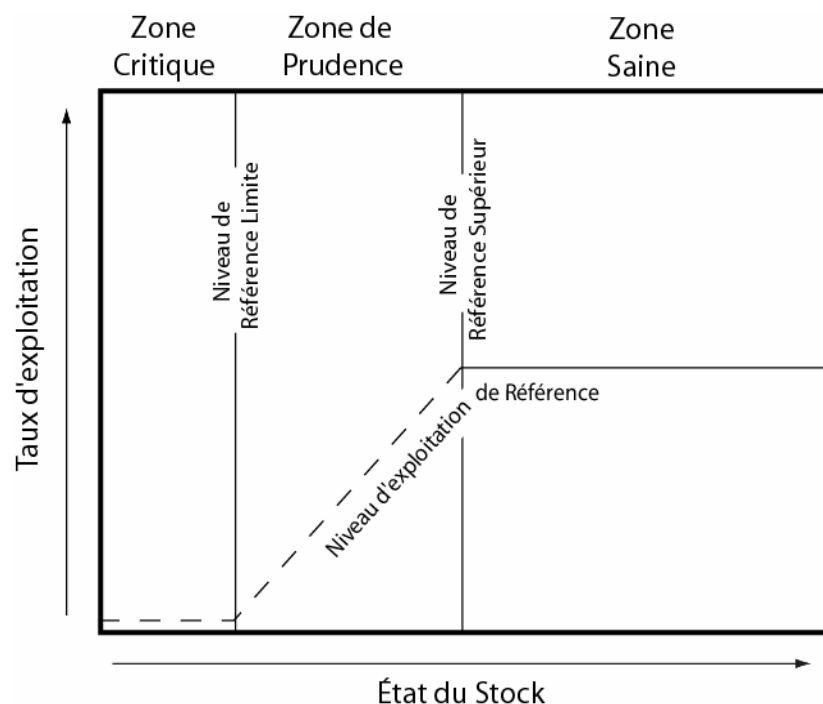 Zone
Critique
Zone de
Prudence
Zone
Saine
Taux d'exploitation
Niveau de
Référence Limite
Niveau de
Référence Supérieur
Niveau d'exploitation
de Référence
État du Stock